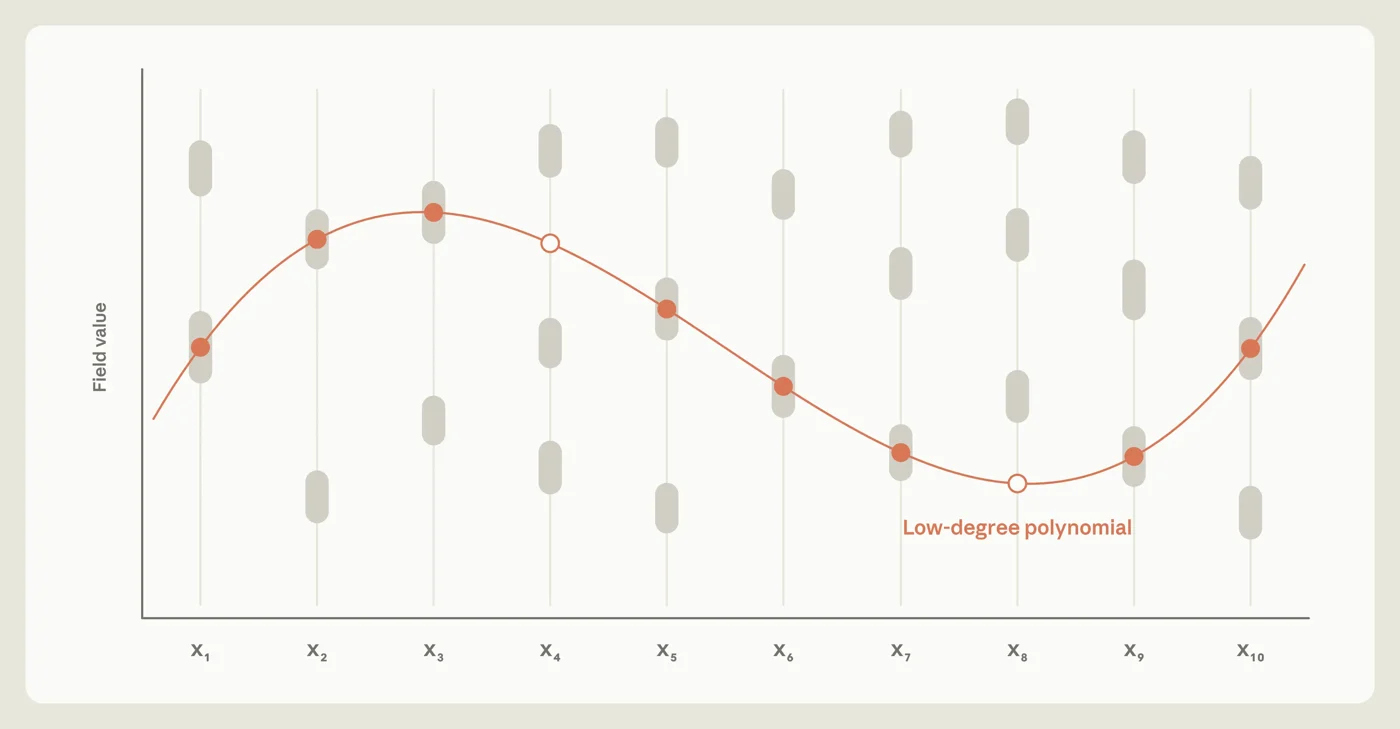 Field value
Low-degree polynomial
x₁ x₂ x₃ x₄ x₅ x₆ x₇ x₈ x₉ x₁₀